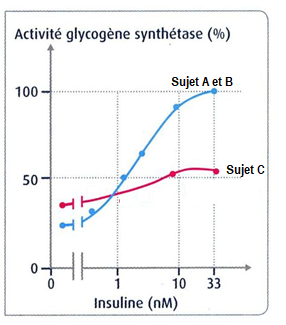 Activité glycogène synthétase (%)
Sujet A et B
100
50
Sujet C
0
0 1 10 33
Insuline (nM)